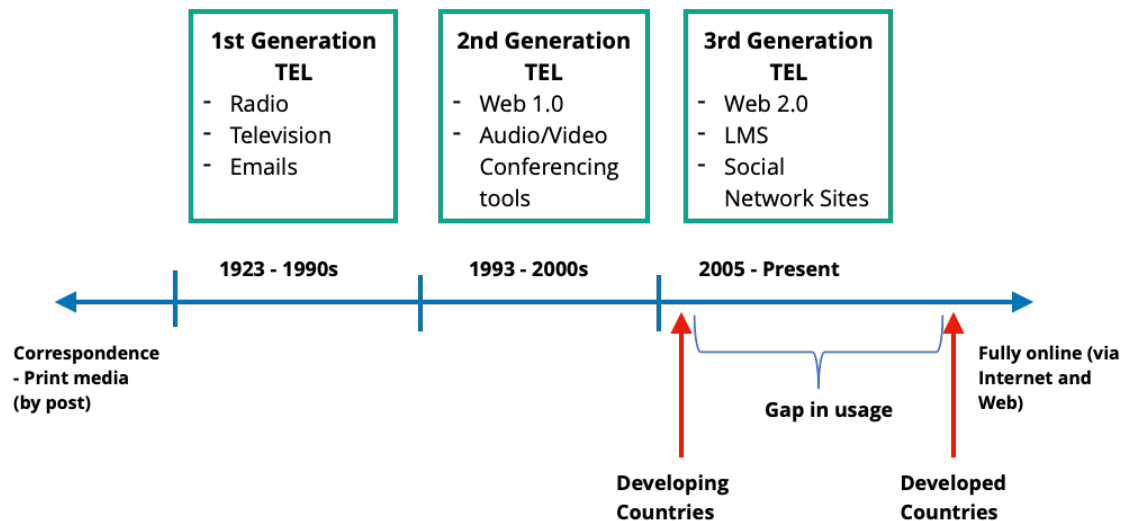 1st Generation
TEL
- Radio
- Television
- Emails
2nd Generation
TEL
- Web 1.0
- Audio/Video
Conferencing
tools
3rd Generation
TEL
- Web 2.0
- LMS
- Social
Network Sites
1923 - 1990s
1993 - 2000s
2005 - Present
Correspondence
- Print media
(by post)
Fully online (via
Internet and
Web)
Gap in usage
Developing
Countries
Developed
Countries